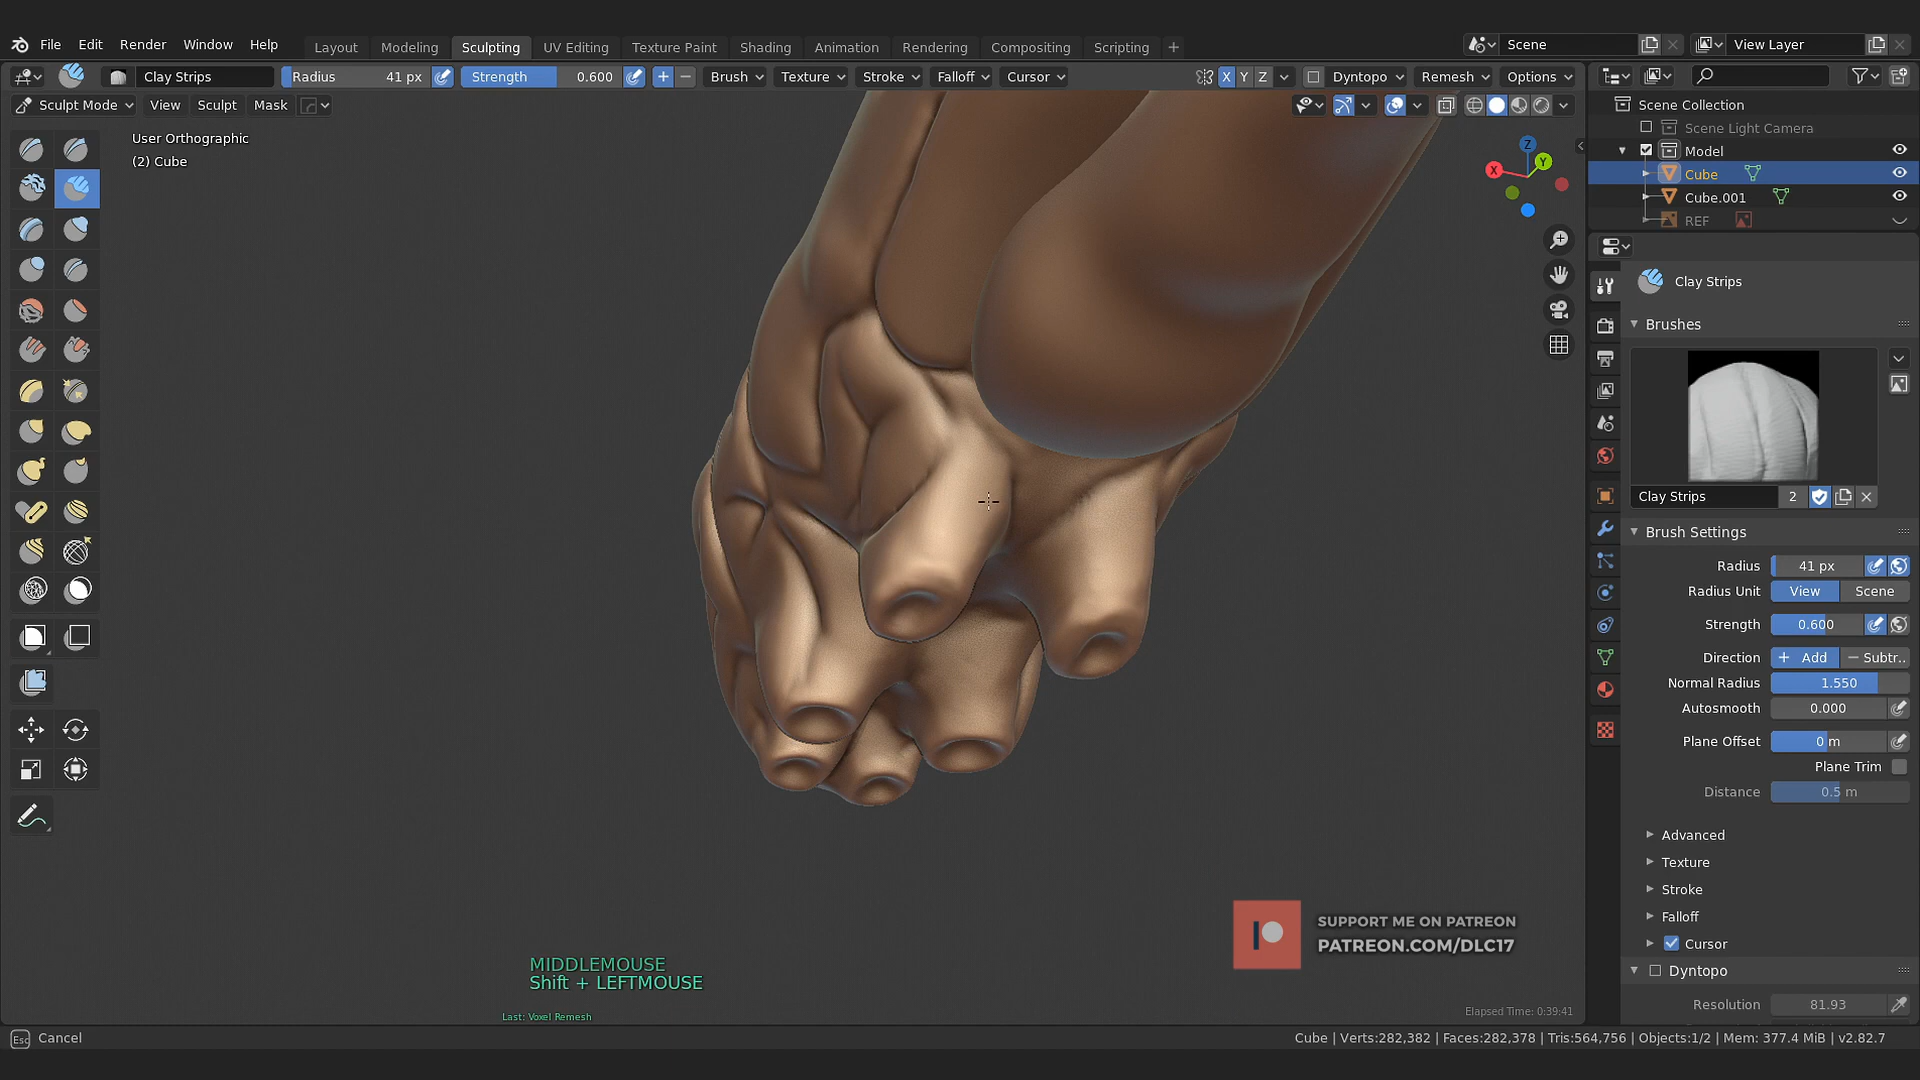 File Edit Render Window Help Layout Modeling Sculpting UV Editing Texture Paint Shading Animation Rendering Compositing Scripting + Scene View Layer
Clay Strips Radius 41 px Strength 0.600 + − Brush Texture Stroke Falloff Cursor X Y Z Dyntopo Remesh Options
Sculpt Mode View Sculpt Mask
User Orthographic
(2) Cube
Z
Y
X
Scene Collection
Scene Light Camera
Model
Cube
Cube.001
REF
Clay Strips
Brushes
Clay Strips 2
Brush Settings
Radius 41 px
Radius Unit View Scene
Strength 0.600
Direction + Add − Subtr..
Normal Radius 1.550
Autosmooth 0.000
Plane Offset 0 m
Plane Trim
Distance 0.5 m
Advanced
Texture
Stroke
Falloff
Cursor
Dyntopo
Resolution 81.93
SUPPORT ME ON PATREON
PATREON.COM/DLC17
MIDDLEMOUSE
Shift + LEFTMOUSE
Last: Voxel Remesh
Elapsed Time: 0:39:41
Esc Cancel
Cube | Verts:282,382 | Faces:282,378 | Tris:564,756 | Objects:1/2 | Mem: 377.4 MiB | v2.82.7